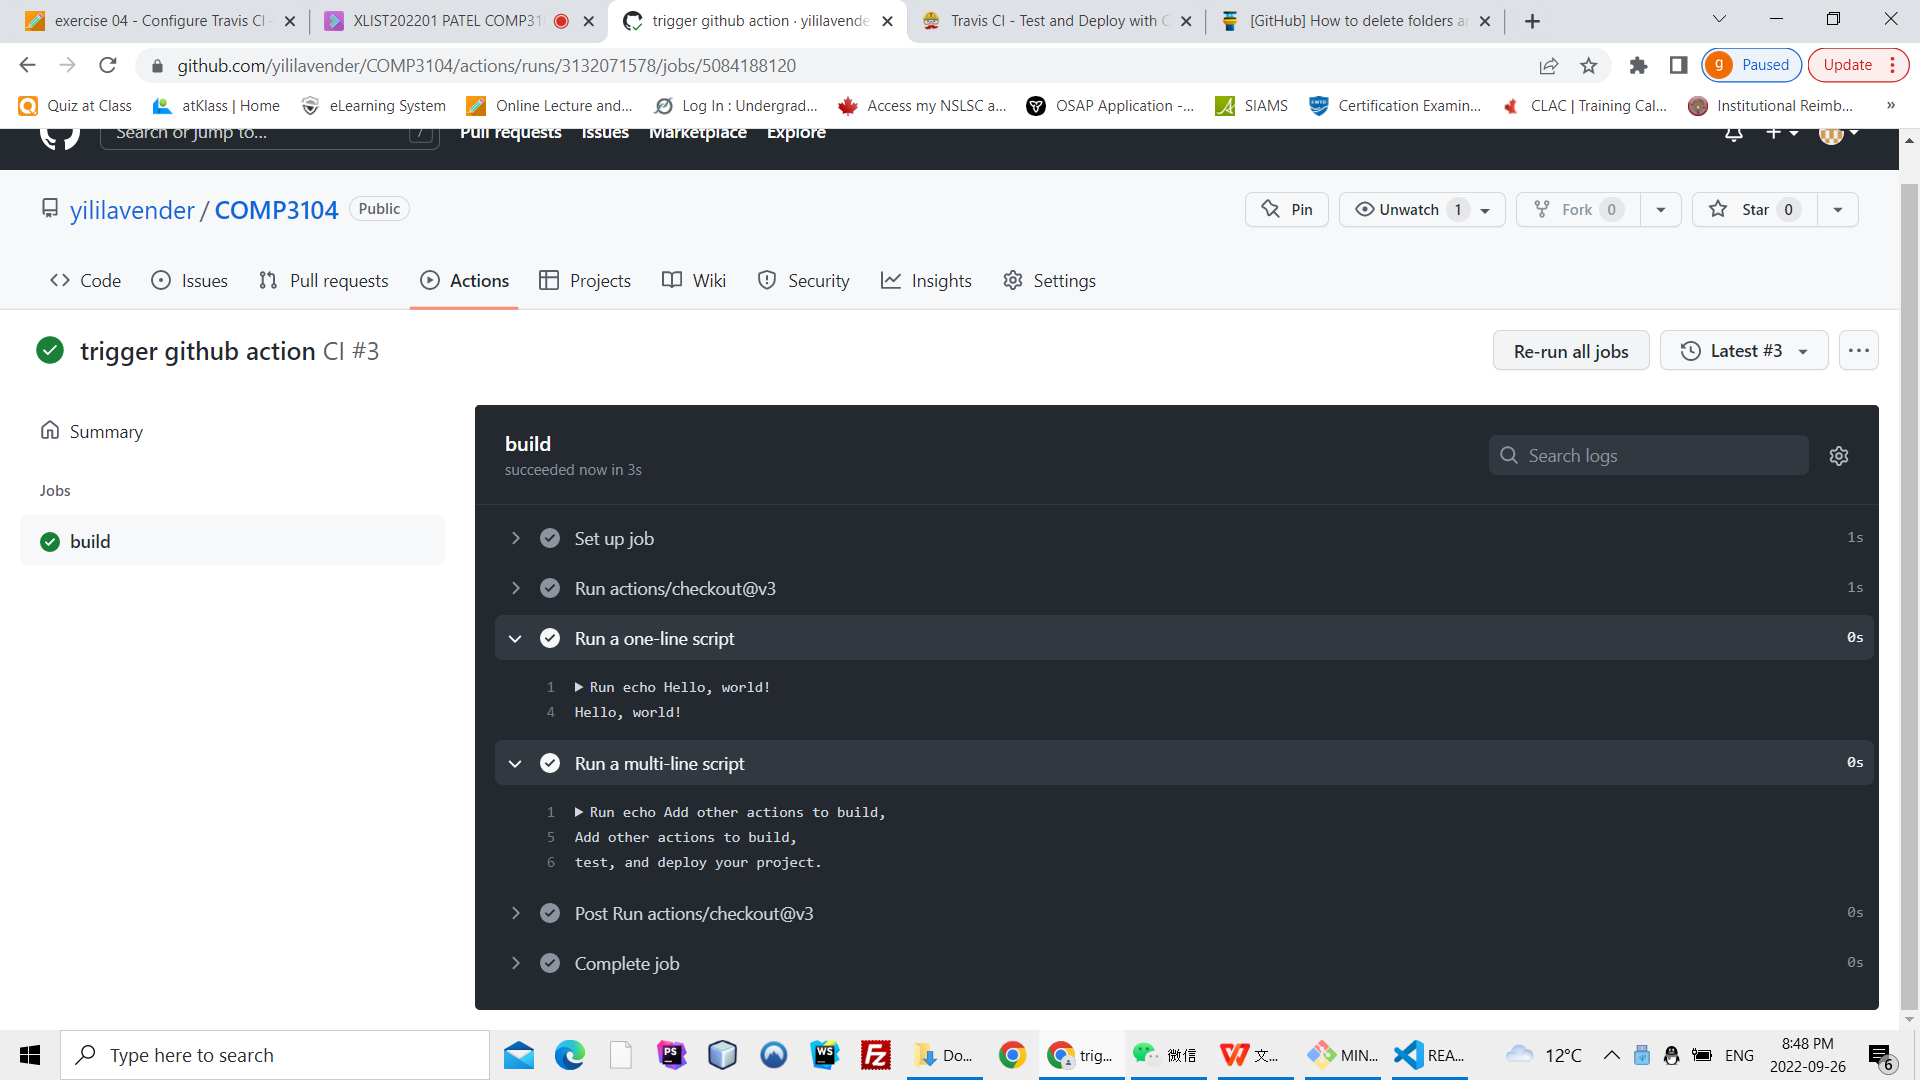 exercise 04 - Configure Travis CI -
XLIST202201 PATEL COMP31
trigger github action · yililavende
Travis CI - Test and Deploy with C
[GitHub] How to delete folders a
github.com/yililavender/COMP3104/actions/runs/3132071578/jobs/5084188120
g Paused
Update
Quiz at Class
atKlass | Home
eLearning System
Online Lecture and...
Log In : Undergrad...
Access my NSLSC a...
OSAP Application -...
SIAMS
Certification Examin...
CLAC | Training Cal...
Institutional Reimb...
»
Search or jump to... /
Pull requests Issues Marketplace Explore
yililavender / COMP3104 Public
Pin
Unwatch 1
Fork 0
Star 0
Code
Issues
Pull requests
Actions
Projects
Wiki
Security
Insights
Settings
trigger github action CI #3
Re-run all jobs
Latest #3
Summary
Jobs
build
build
succeeded now in 3s
Search logs
Set up job 1s
Run actions/checkout@v3 1s
Run a one-line script 0s
1 Run echo Hello, world!
4 Hello, world!
Run a multi-line script 0s
1 Run echo Add other actions to build,
5 Add other actions to build,
6 test, and deploy your project.
Post Run actions/checkout@v3 0s
Complete job 0s
Type here to search
PS
WS
FZ
Do...
trig...
微信
文...
MIN...
REA...
12°C
ENG
8:48 PM
2022-09-26
6